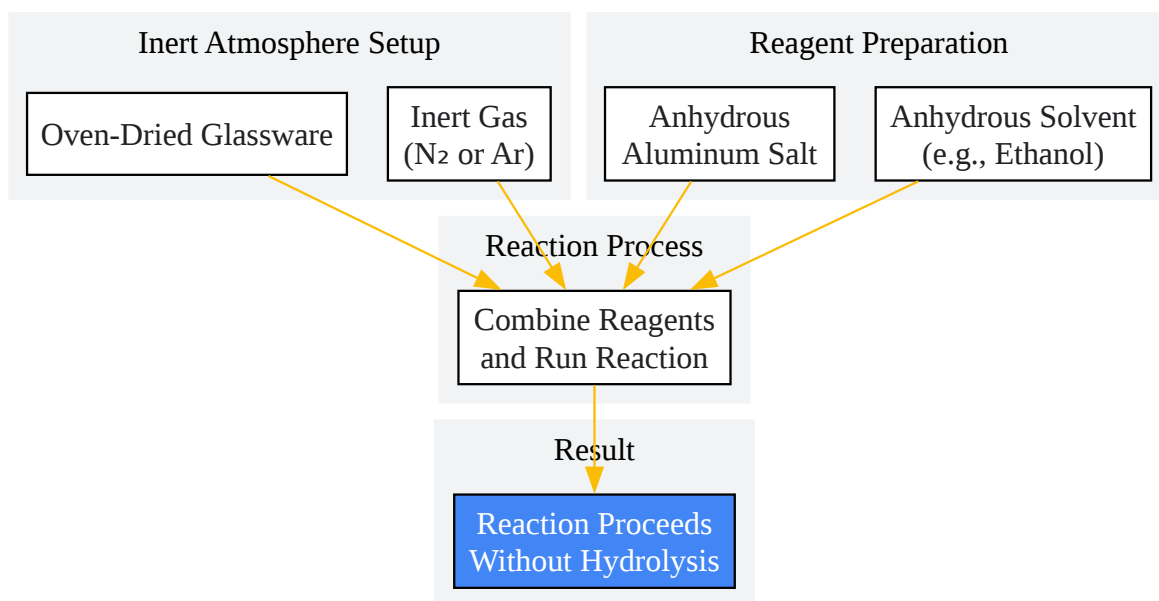 Inert Atmosphere Setup
Reagent Preparation
Oven-Dried Glassware
Inert Gas
(N₂ or Ar)
Anhydrous
Aluminum Salt
Anhydrous Solvent
(e.g., Ethanol)
Reaction Process
Combine Reagents
and Run Reaction
Result
Reaction Proceeds
Without Hydrolysis